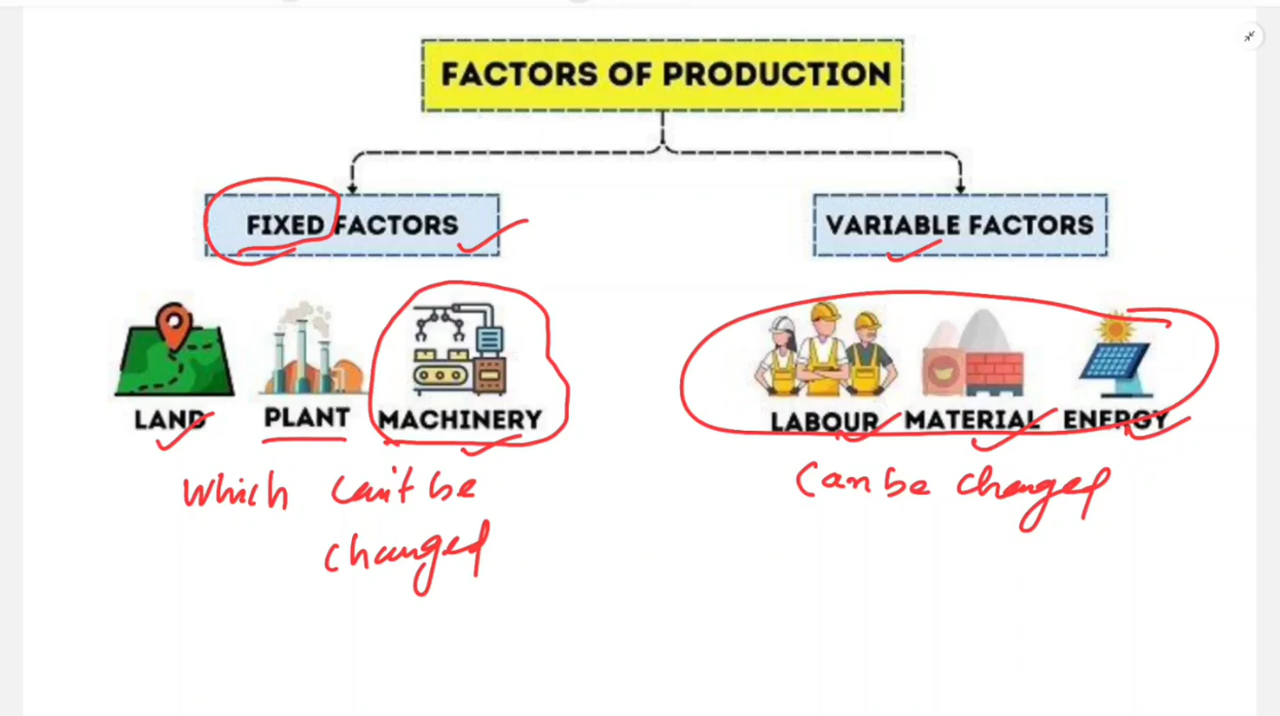 FACTORS OF PRODUCTION
FIXED FACTORS
VARIABLE FACTORS
LAND
PLANT
MACHINERY
LABOUR
MATERIAL
ENERGY
which can't be
changed
Can be changed